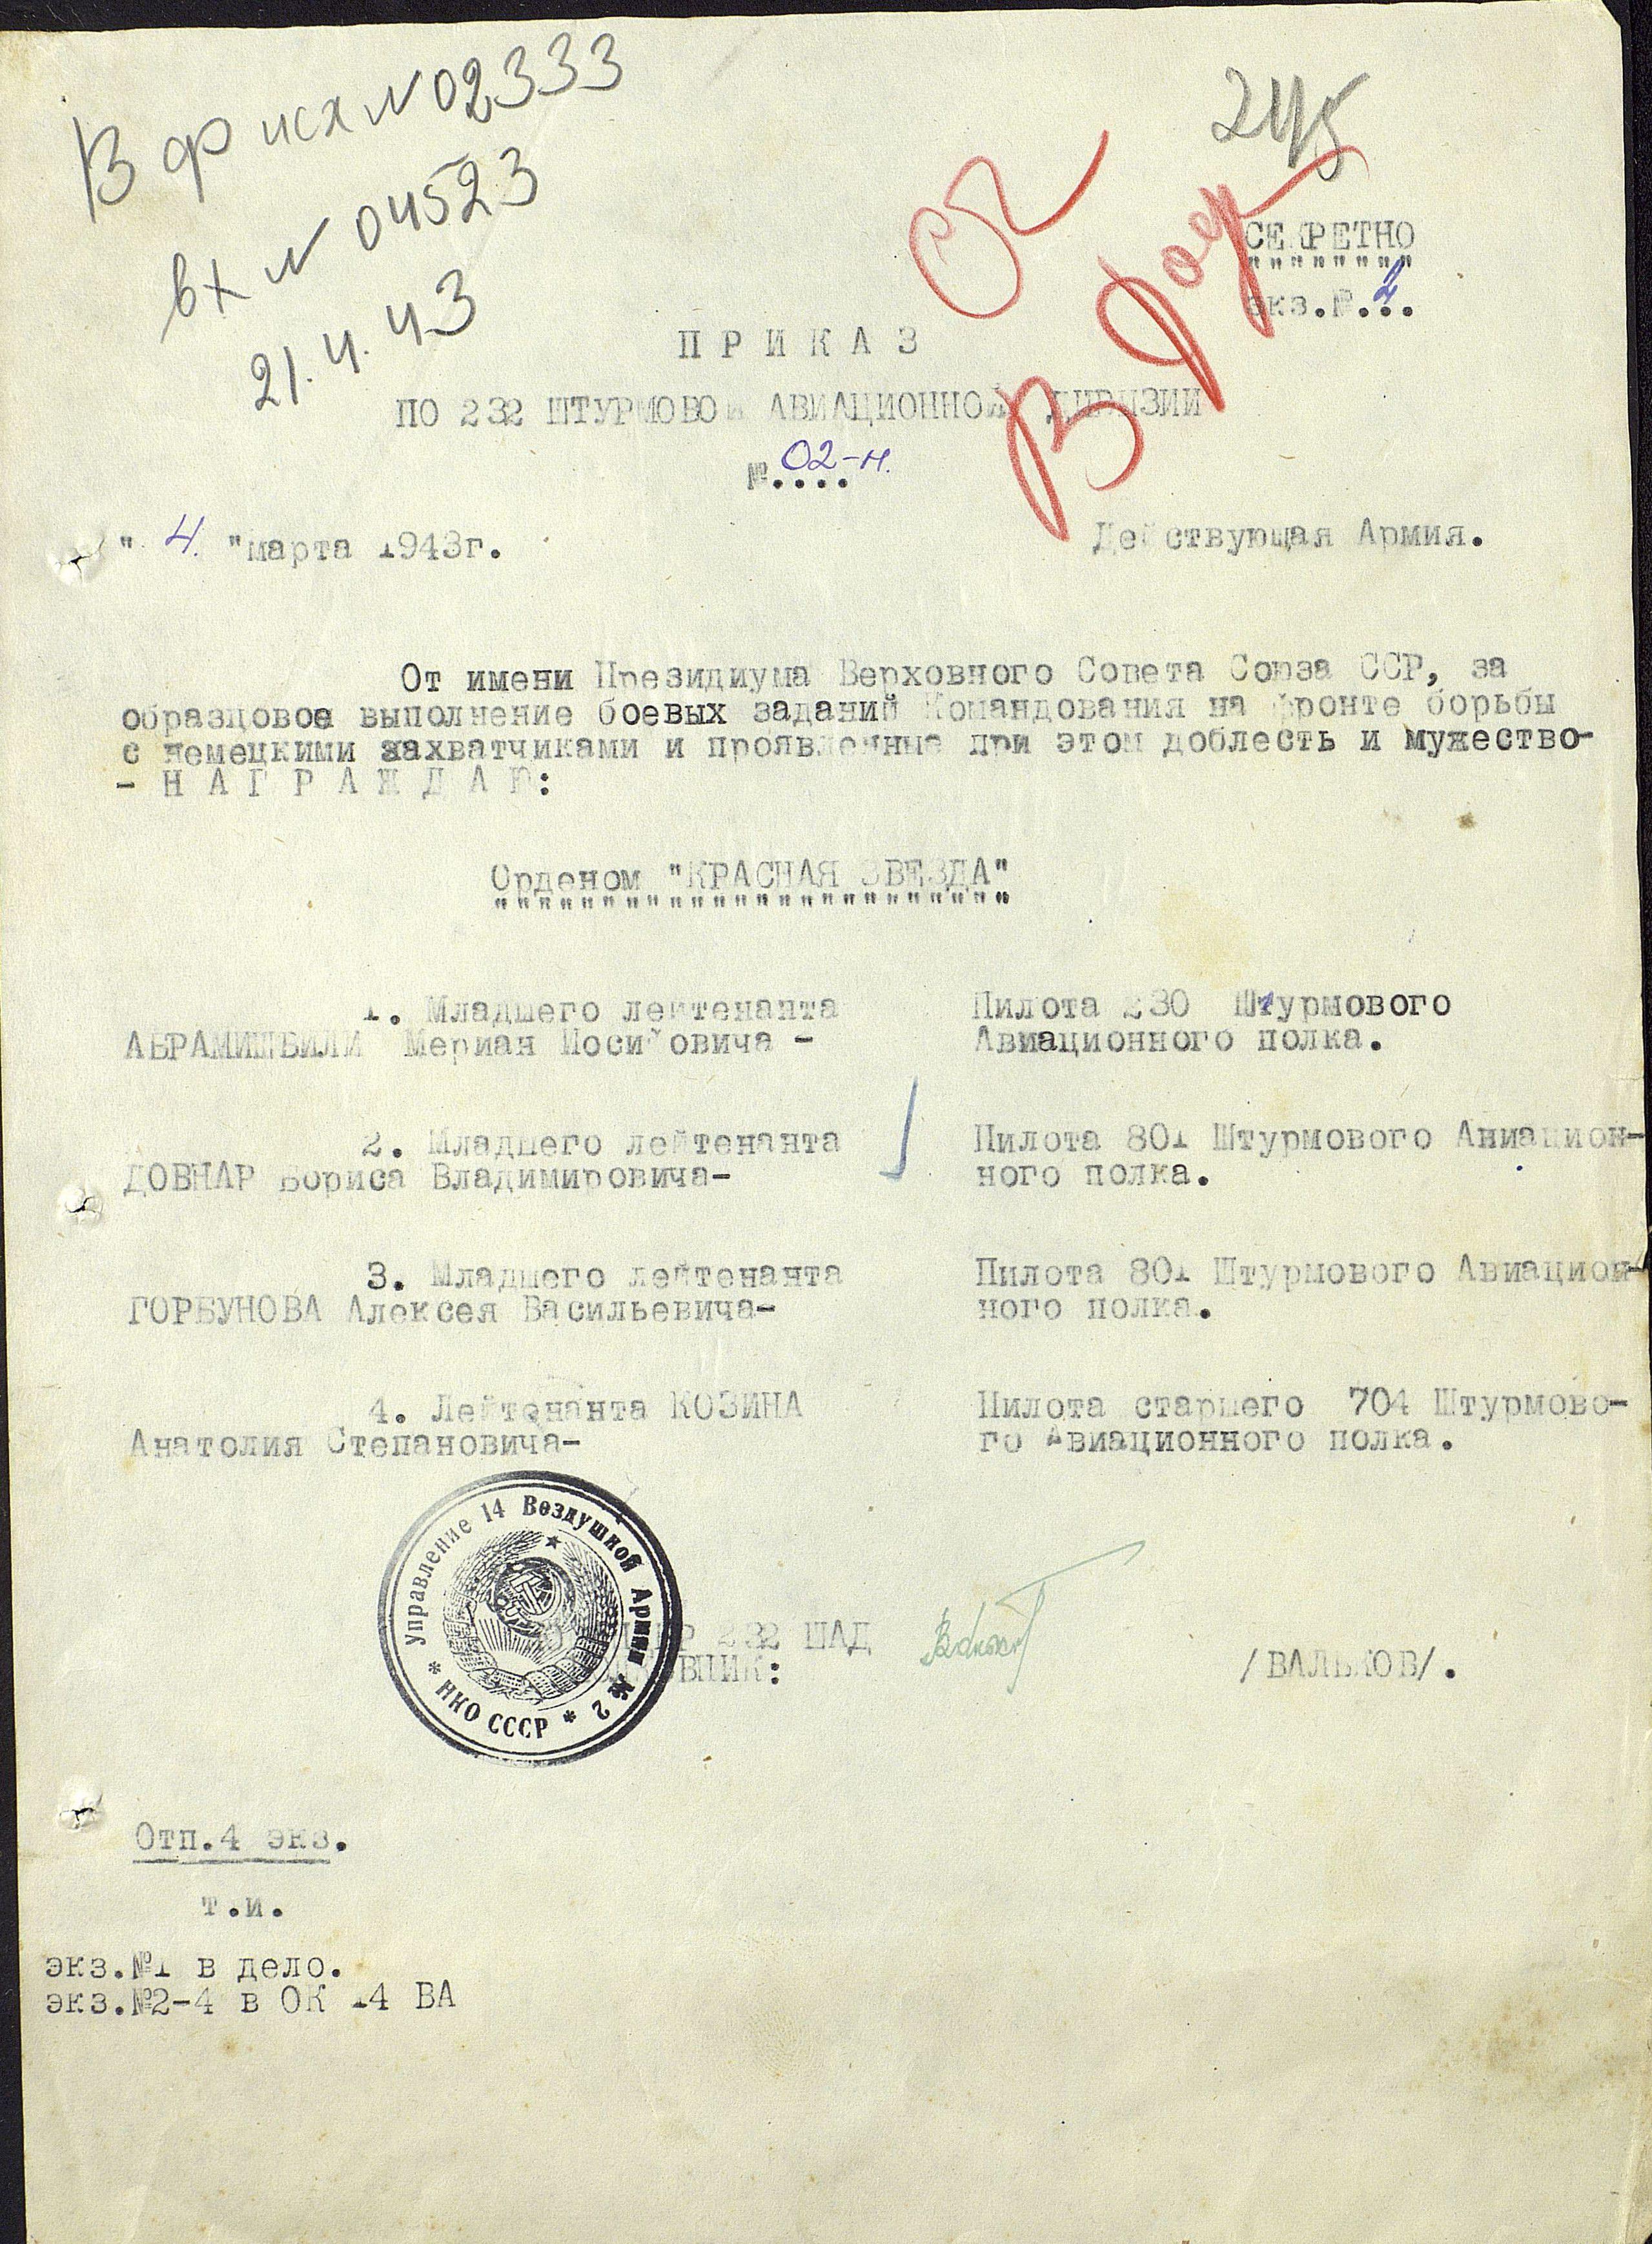 В ф исх № 02333
вх № 04523
21.4.43
245
СЕКРЕТНО
экз.№...
П Р И К А З
ПО 232 ШТУРМОВОЙ АВИАЦИОННОЙ ДИВИЗИИ
№ 02-н.
" 4. "марта 1943г.
Действующая Армия.
От имени Президиума Верховного Совета Союза ССР, за
образцовое выполнение боевых заданий Командования на фронте борьбы
с немецкими захватчиками и проявленные при этом доблесть и мужество-
- Н А Г Р А Ж Д А Ю:
Орденом "КРАСНАЯ ЗВЕЗДА"
1. Младшего лейтенанта
АБРАМИШВИЛИ Мериан Иосифовича -
Пилота 230 Штурмового
Авиационного полка.
2. Младшего лейтенанта
ДОВНАР Бориса Владимировича-
Пилота 801 Штурмового Авиацион-
ного полка.
3. Младшего лейтенанта
ГОРБУНОВА Алексея Васильевича-
Пилота 801 Штурмового Авиацион-
ного полка.
4. Лейтенанта КОЗИНА
Анатолия Степановича-
Пилота старшего 704 Штурмово-
го Авиационного полка.
Управление 14 Воздушной Армии № 2
* НКО СССР *
232 ШАД
/ВАЛЬКОВ/.
Отп.4 экз.
т.и.
экз.№1 в дело.
экз.№2-4 в ОК 14 ВА